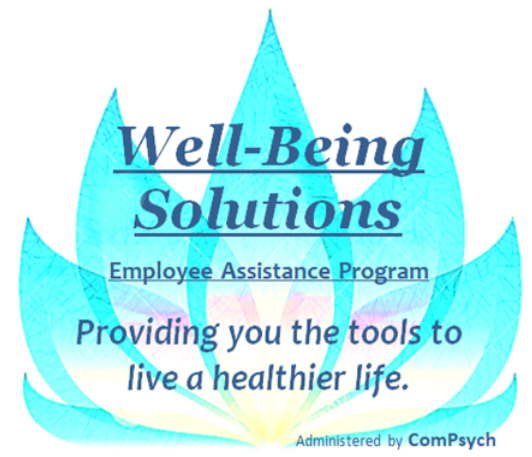 Well-Being
Solutions
Employee Assistance Program
Providing you the tools to
live a healthier life.
Administered by ComPsych